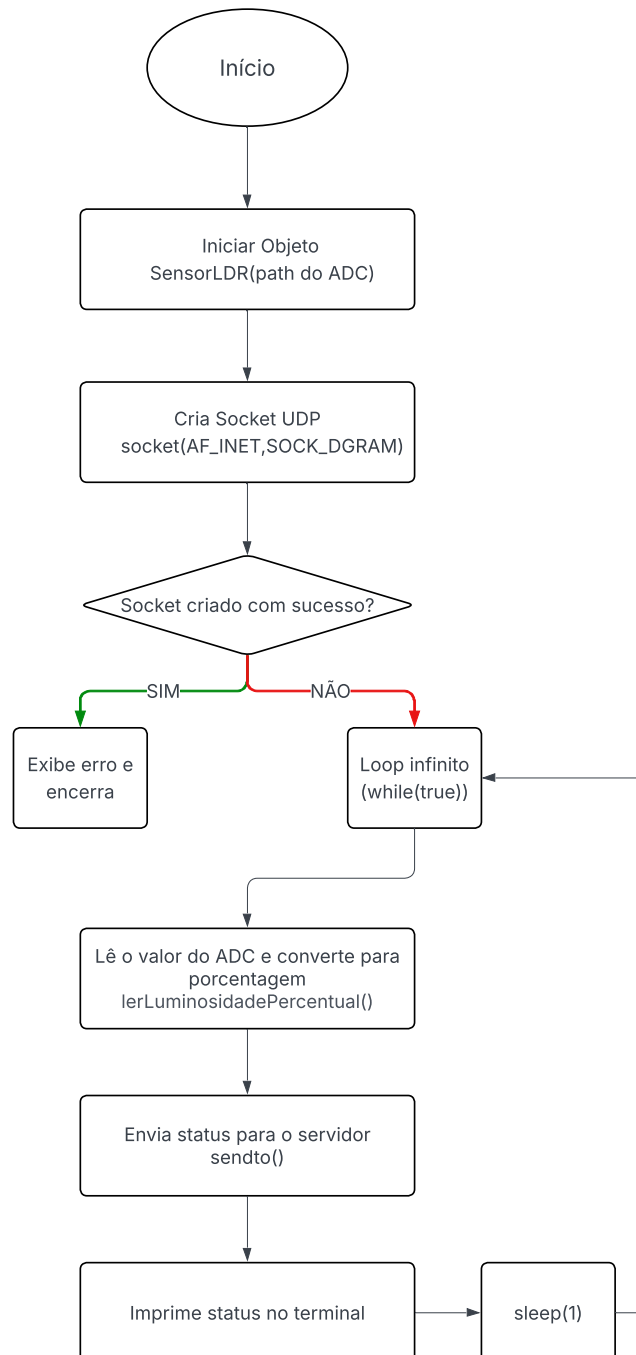 Início
Iniciar Objeto
SensorLDR(path do ADC)
Cria Socket UDP
socket(AF_INET,SOCK_DGRAM)
Socket criado com sucesso?
SIM
NÃO
Exibe erro e
encerra
Loop infinito
(while(true))
Lê o valor do ADC e converte para
porcentagem
lerLuminosidadePercentual()
Envia status para o servidor
sendto()
Imprime status no terminal
sleep(1)